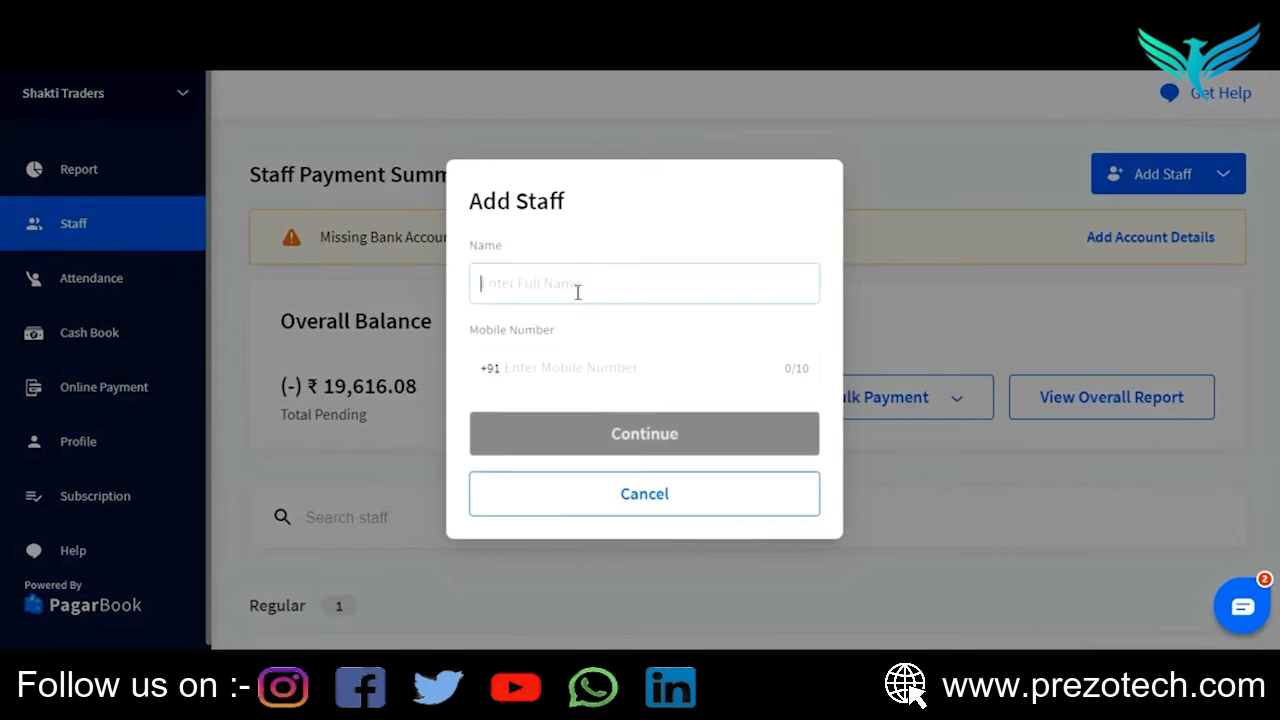 Shakti Traders
Get Help
Report
Staff
Attendance
Cash Book
Online Payment
Profile
Subscription
Help
Powered By
PagarBook
Staff Payment Summ
Add Staff
Missing Bank Accou
Add Account Details
Overall Balance
(-) ₹ 19,616.08
Total Pending
lk Payment
View Overall Report
Search staff
Regular 1
Add Staff
Name
Enter Full Name
Mobile Number
+91 Enter Mobile Number 0/10
Continue
Cancel
2
Follow us on :-
www.prezotech.com